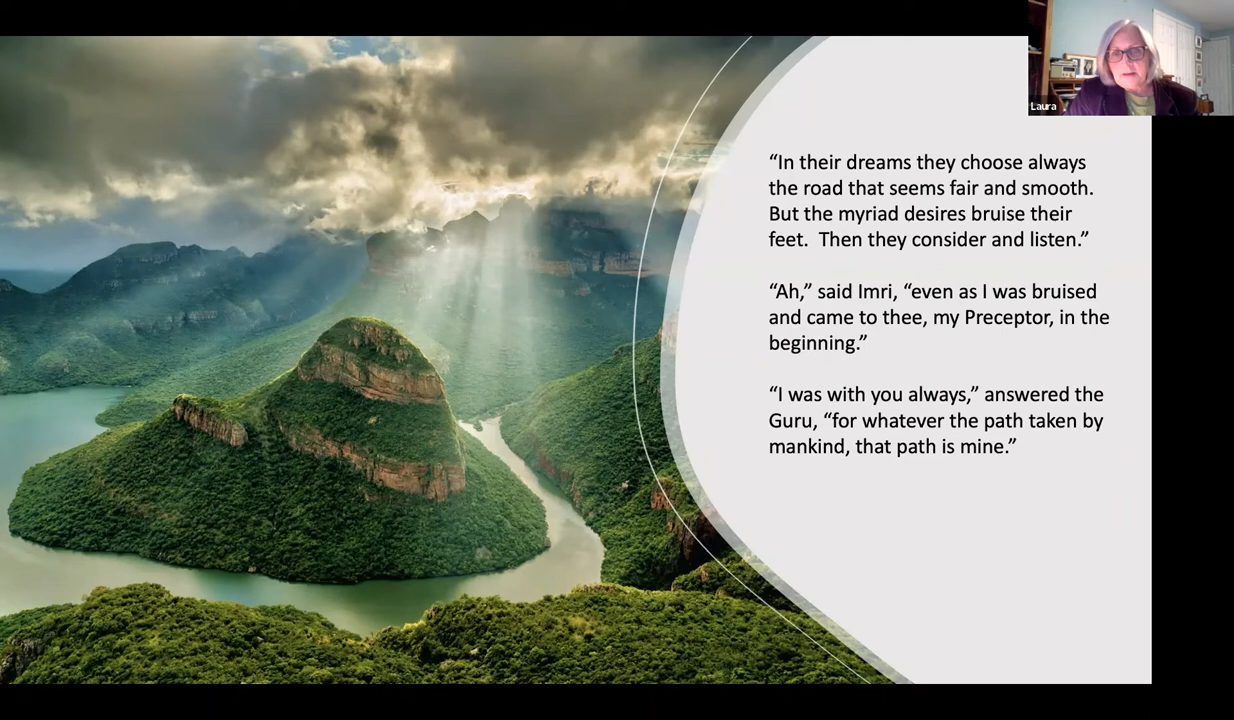 Laura
“In their dreams they choose always
the road that seems fair and smooth.
But the myriad desires bruise their
feet.  Then they consider and listen.”
“Ah,” said Imri, “even as I was bruised
and came to thee, my Preceptor, in the
beginning.”
“I was with you always,” answered the
Guru, “for whatever the path taken by
mankind, that path is mine.”